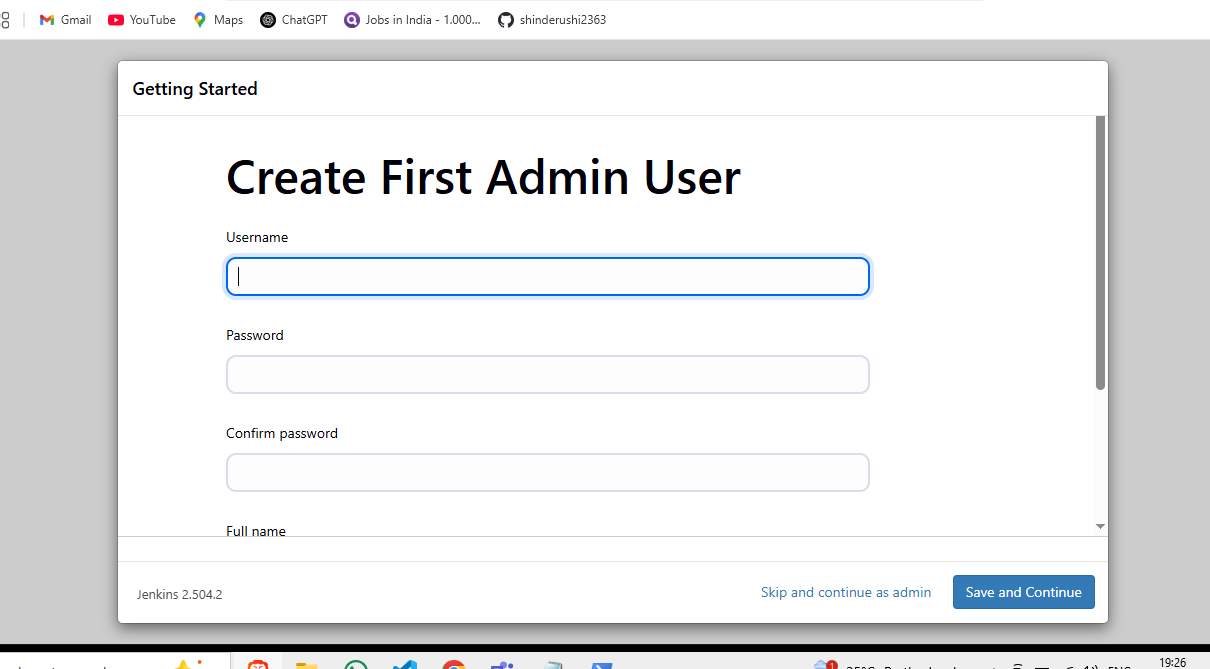 Gmail YouTube Maps ChatGPT Jobs in India - 1.000... shinderushi2363
Getting Started
Create First Admin User
Username
Password
Confirm password
Full name
Jenkins 2.504.2 Skip and continue as admin Save and Continue
19:26